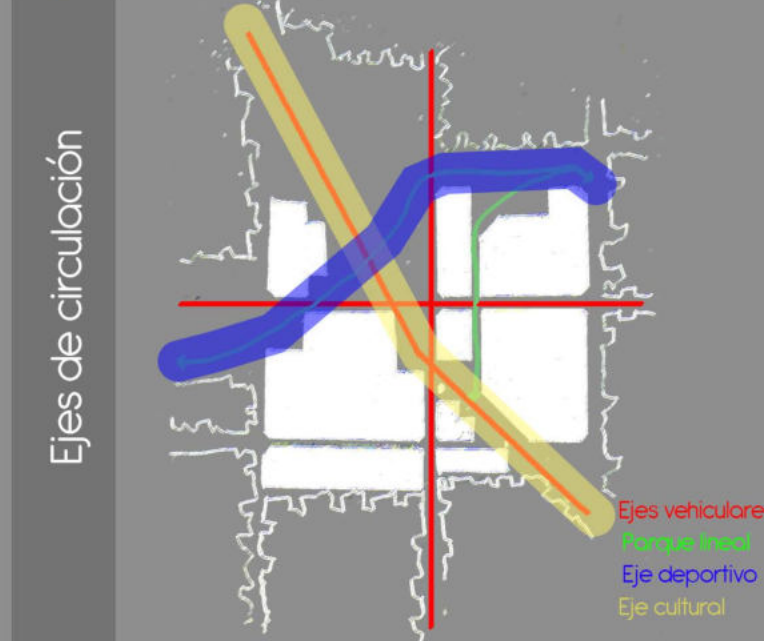 Ejes de circulación
Ejes vehiculare
Parque lineal
Eje deportivo
Eje cultural